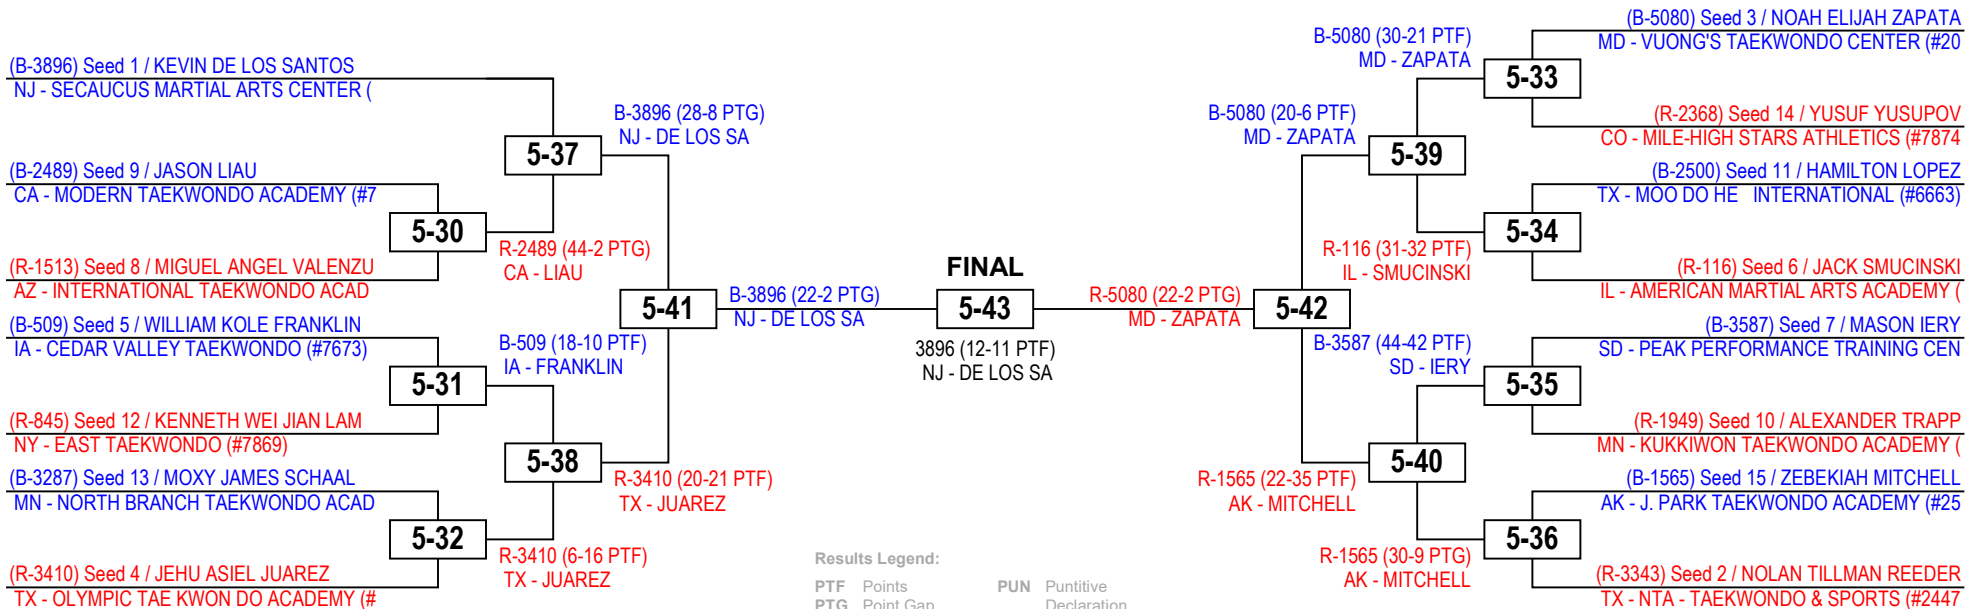 (B-3896) Seed 1 / KEVIN DE LOS SANTOS
NJ - SECAUCUS MARTIAL ARTS CENTER (
(B-2489) Seed 9 / JASON LIAU
CA - MODERN TAEKWONDO ACADEMY (#7
(R-1513) Seed 8 / MIGUEL ANGEL VALENZU
AZ - INTERNATIONAL TAEKWONDO ACAD
(B-509) Seed 5 / WILLIAM KOLE FRANKLIN
IA - CEDAR VALLEY TAEKWONDO (#7673)
(R-845) Seed 12 / KENNETH WEI JIAN LAM
NY - EAST TAEKWONDO (#7869)
(B-3287) Seed 13 / MOXY JAMES SCHAAL
MN - NORTH BRANCH TAEKWONDO ACAD
(R-3410) Seed 4 / JEHU ASIEL JUAREZ
TX - OLYMPIC TAE KWON DO ACADEMY (#
5-30
5-31
5-32
R-2489 (44-2 PTG)
CA - LIAU
B-509 (18-10 PTF)
IA - FRANKLIN
R-3410 (6-16 PTF)
TX - JUAREZ
5-37
5-38
B-3896 (28-8 PTG)
NJ - DE LOS SA
R-3410 (20-21 PTF)
TX - JUAREZ
5-41
B-3896 (22-2 PTG)
NJ - DE LOS SA
FINAL
5-43
3896 (12-11 PTF)
NJ - DE LOS SA
R-5080 (22-2 PTG)
MD - ZAPATA
5-42
B-5080 (20-6 PTF)
MD - ZAPATA
R-1565 (22-35 PTF)
AK - MITCHELL
5-39
5-40
B-5080 (30-21 PTF)
MD - ZAPATA
R-116 (31-32 PTF)
IL - SMUCINSKI
B-3587 (44-42 PTF)
SD - IERY
R-1565 (30-9 PTG)
AK - MITCHELL
5-33
5-34
5-35
5-36
(B-5080) Seed 3 / NOAH ELIJAH ZAPATA
MD - VUONG'S TAEKWONDO CENTER (#20
(R-2368) Seed 14 / YUSUF YUSUPOV
CO - MILE-HIGH STARS ATHLETICS (#7874
(B-2500) Seed 11 / HAMILTON LOPEZ
TX - MOO DO HE INTERNATIONAL (#6663)
(R-116) Seed 6 / JACK SMUCINSKI
IL - AMERICAN MARTIAL ARTS ACADEMY (
(B-3587) Seed 7 / MASON IERY
SD - PEAK PERFORMANCE TRAINING CEN
(R-1949) Seed 10 / ALEXANDER TRAPP
MN - KUKKIWON TAEKWONDO ACADEMY (
(B-1565) Seed 15 / ZEBEKIAH MITCHELL
AK - J. PARK TAEKWONDO ACADEMY (#25
(R-3343) Seed 2 / NOLAN TILLMAN REEDER
TX - NTA - TAEKWONDO & SPORTS (#2447
Results Legend:
PTF Points PUN Puntitive
PTG Point Gap Declaration